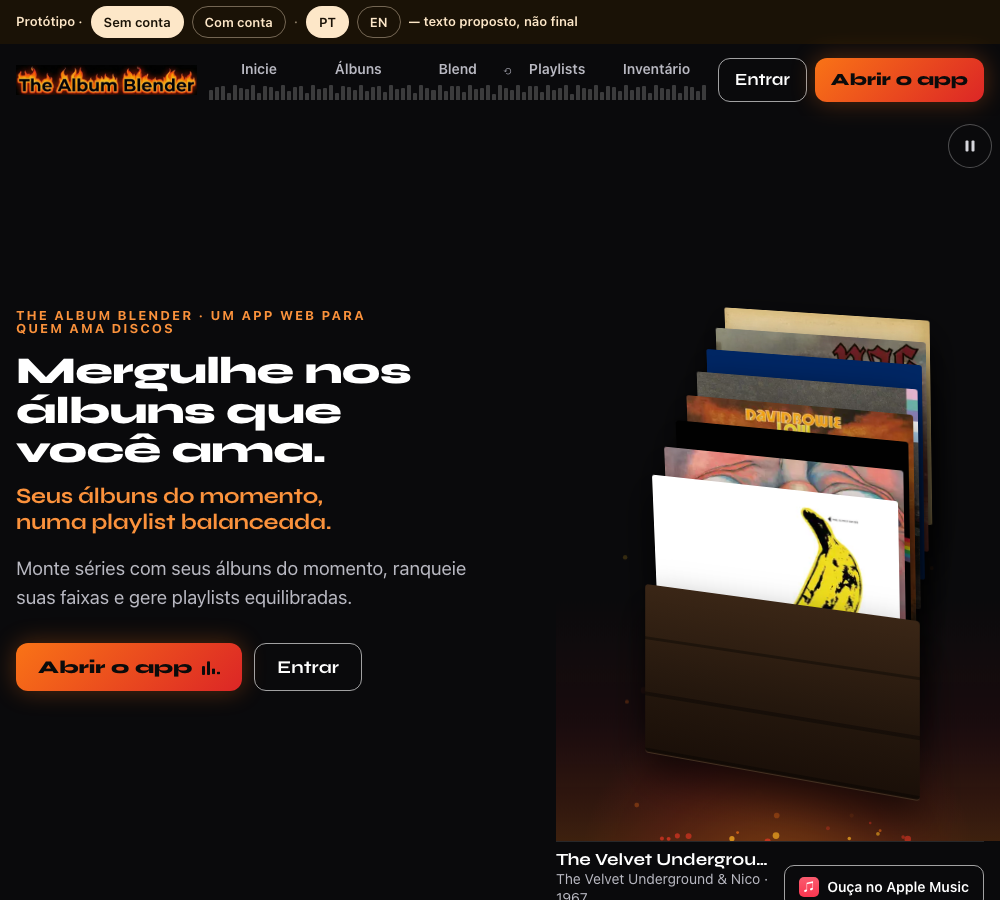 Protótipo · Sem conta Com conta · PT EN — texto proposto, não final
The Album Blender
Inicie Álbuns Blend Playlists Inventário
Entrar Abrir o app
THE ALBUM BLENDER · UM APP WEB PARA
QUEM AMA DISCOS
Mergulhe nos
álbuns que
você ama.
Seus álbuns do momento,
numa playlist balanceada.
Monte séries com seus álbuns do momento, ranqueie
suas faixas e gere playlists equilibradas.
Abrir o app Entrar
DAVID BOWIE
The Velvet Undergrou...
The Velvet Underground & Nico ·
1967
Ouça no Apple Music